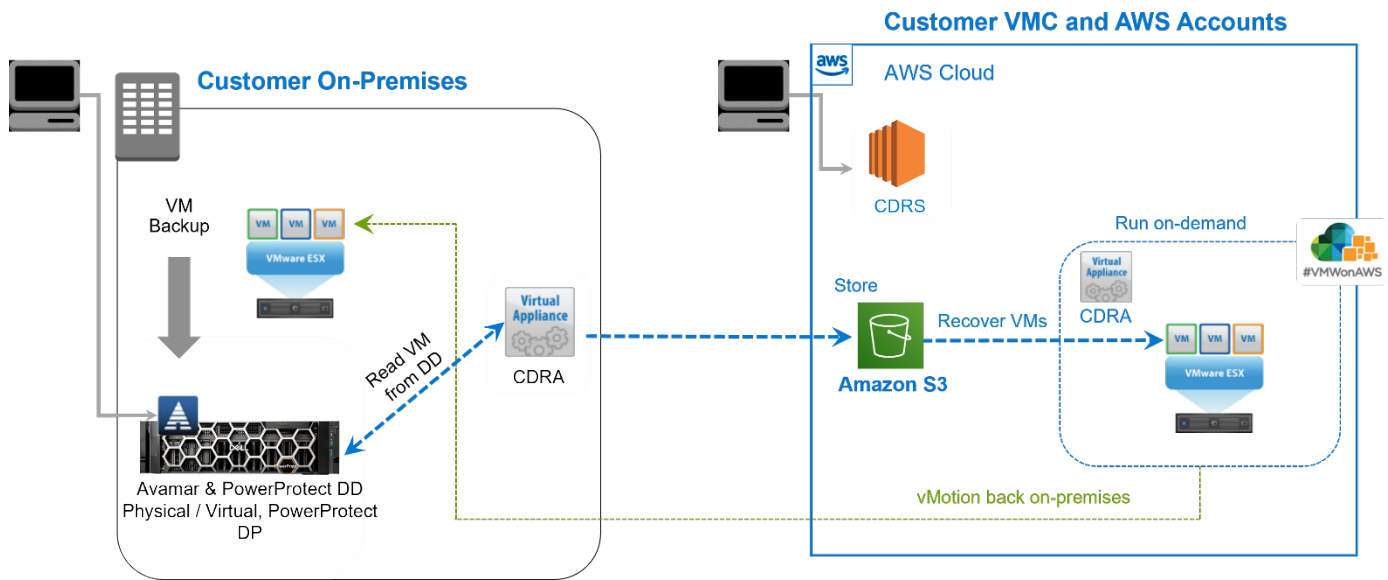 Customer VMC and AWS Accounts
aws
AWS Cloud
Customer On-Premises
CDRS
VM
Backup
VM VM VM
VMware ESX
Run on-demand
#VMWonAWS
Virtual
Appliance
CDRA
Store
Recover VMs
Amazon S3
VM VM VM
VMware ESX
Virtual
Appliance
CDRA
Read VM
from DD
DELL
PowerProtect
Avamar & PowerProtect DD
Physical / Virtual, PowerProtect
DP
vMotion back on-premises